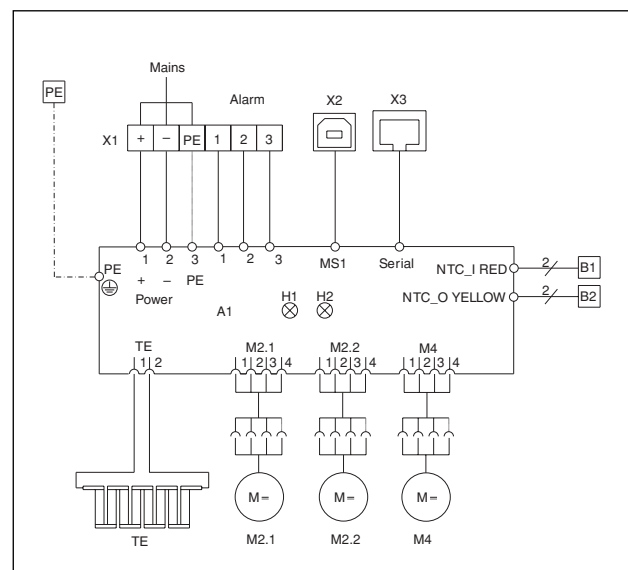 Mains
PE
Alarm
X2
X3
X1 + – PE 1 2 3
1 2 3 1 2 3
PE
MS1
Serial
NTC_I RED
2
B1
+ – PE
Power
NTC_O YELLOW
2
B2
A1
H1
H2
TE
1 2
M2.1
1 2 3 4
M2.2
1 2 3 4
M4
1 2 3 4
M=
M=
M=
TE
M2.1
M2.2
M4